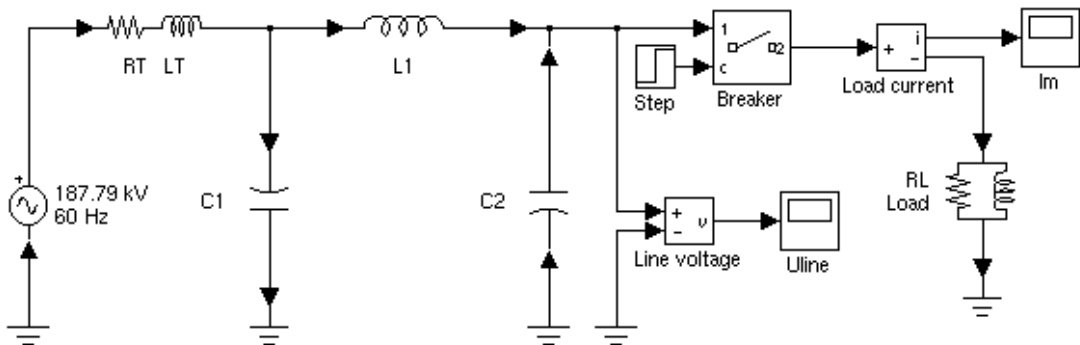 RT LT
L1
1
2
c
Step
Breaker
+
i
−
Load current
Im
+
187.79 kV
60 Hz
C1
C2
+
−
v
Line voltage
Uline
RL
Load